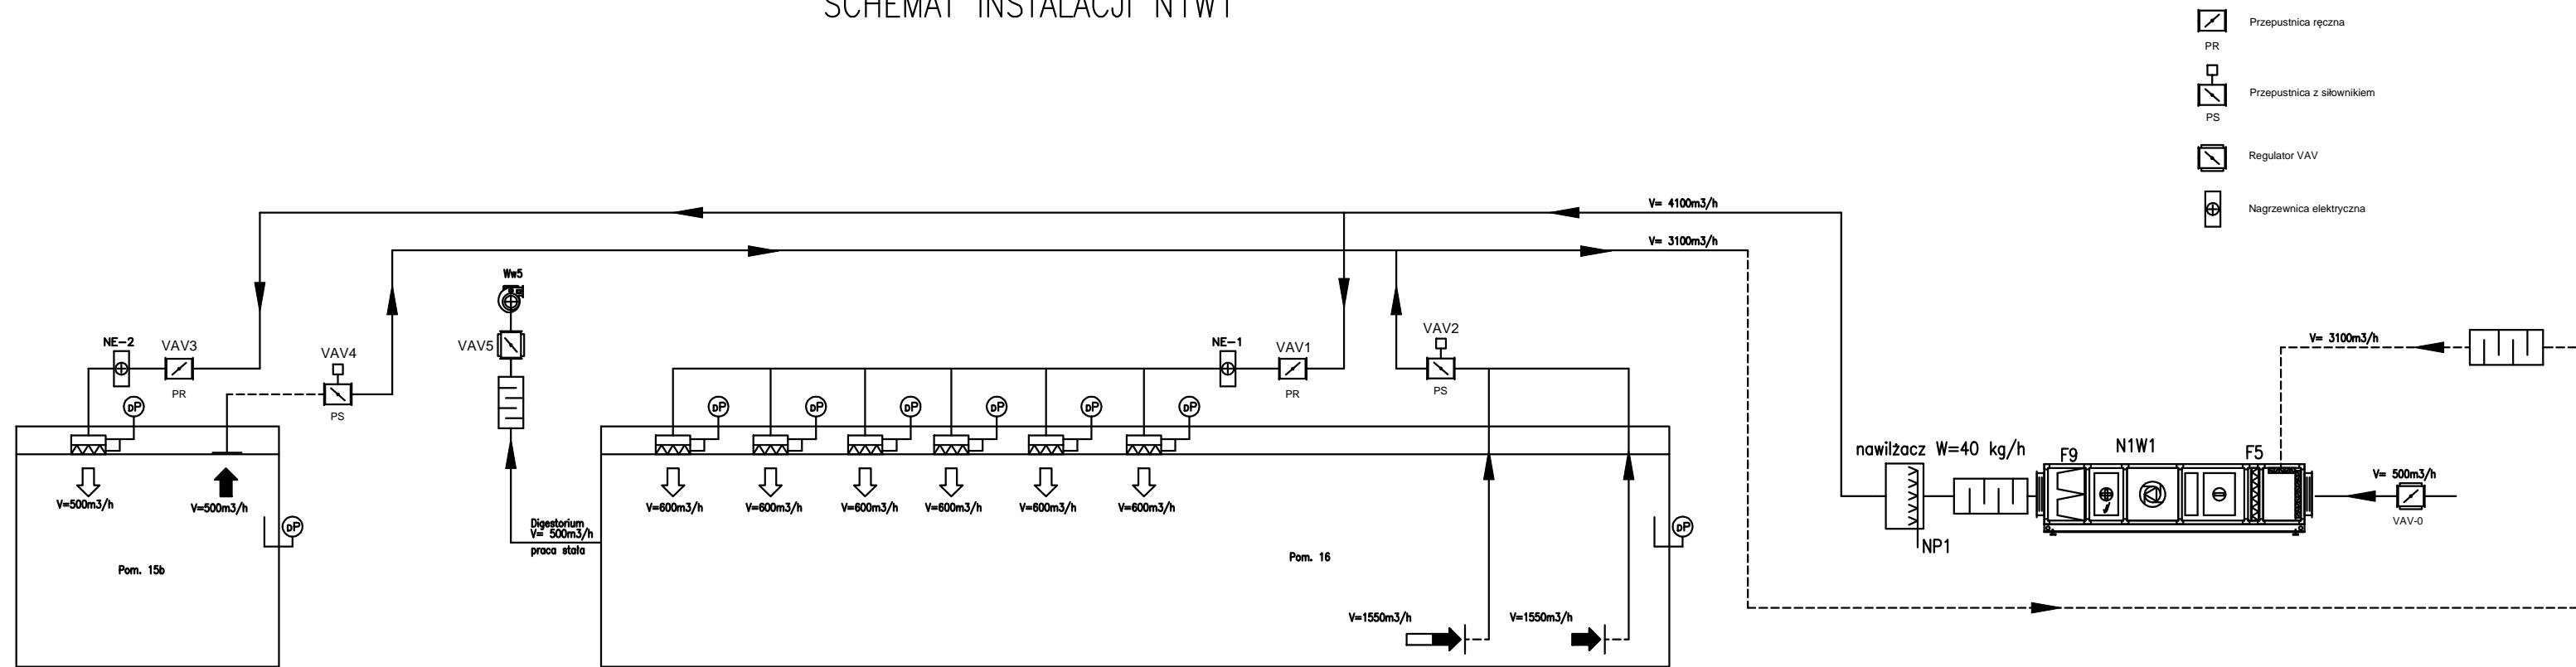 SCHEMAT INSTALACJI N1W1
Przepustnica ręczna
PR
Przepustnica z siłownikiem
PS
Regulator VAV
Nagrzewnica elektryczna
V= 4100m3/h
V= 3100m3/h
Ww5
NE-2
VAV3
PR
VAV4
PS
VAV5
NE-1
VAV1
PR
VAV2
PS
V= 3100m3/h
DP
DP
DP
DP
DP
DP
DP
nawilżacz W=40 kg/h
F9
N1W1
F5
V= 500m3/h
VAV-0
NP1
V=500m3/h
V=500m3/h
V=600m3/h
V=600m3/h
V=600m3/h
V=600m3/h
V=600m3/h
V=600m3/h
DP
Digestorium
V= 500m3/h
praca stała
DP
Pom. 15b
Pom. 16
V=1550m3/h
V=1550m3/h